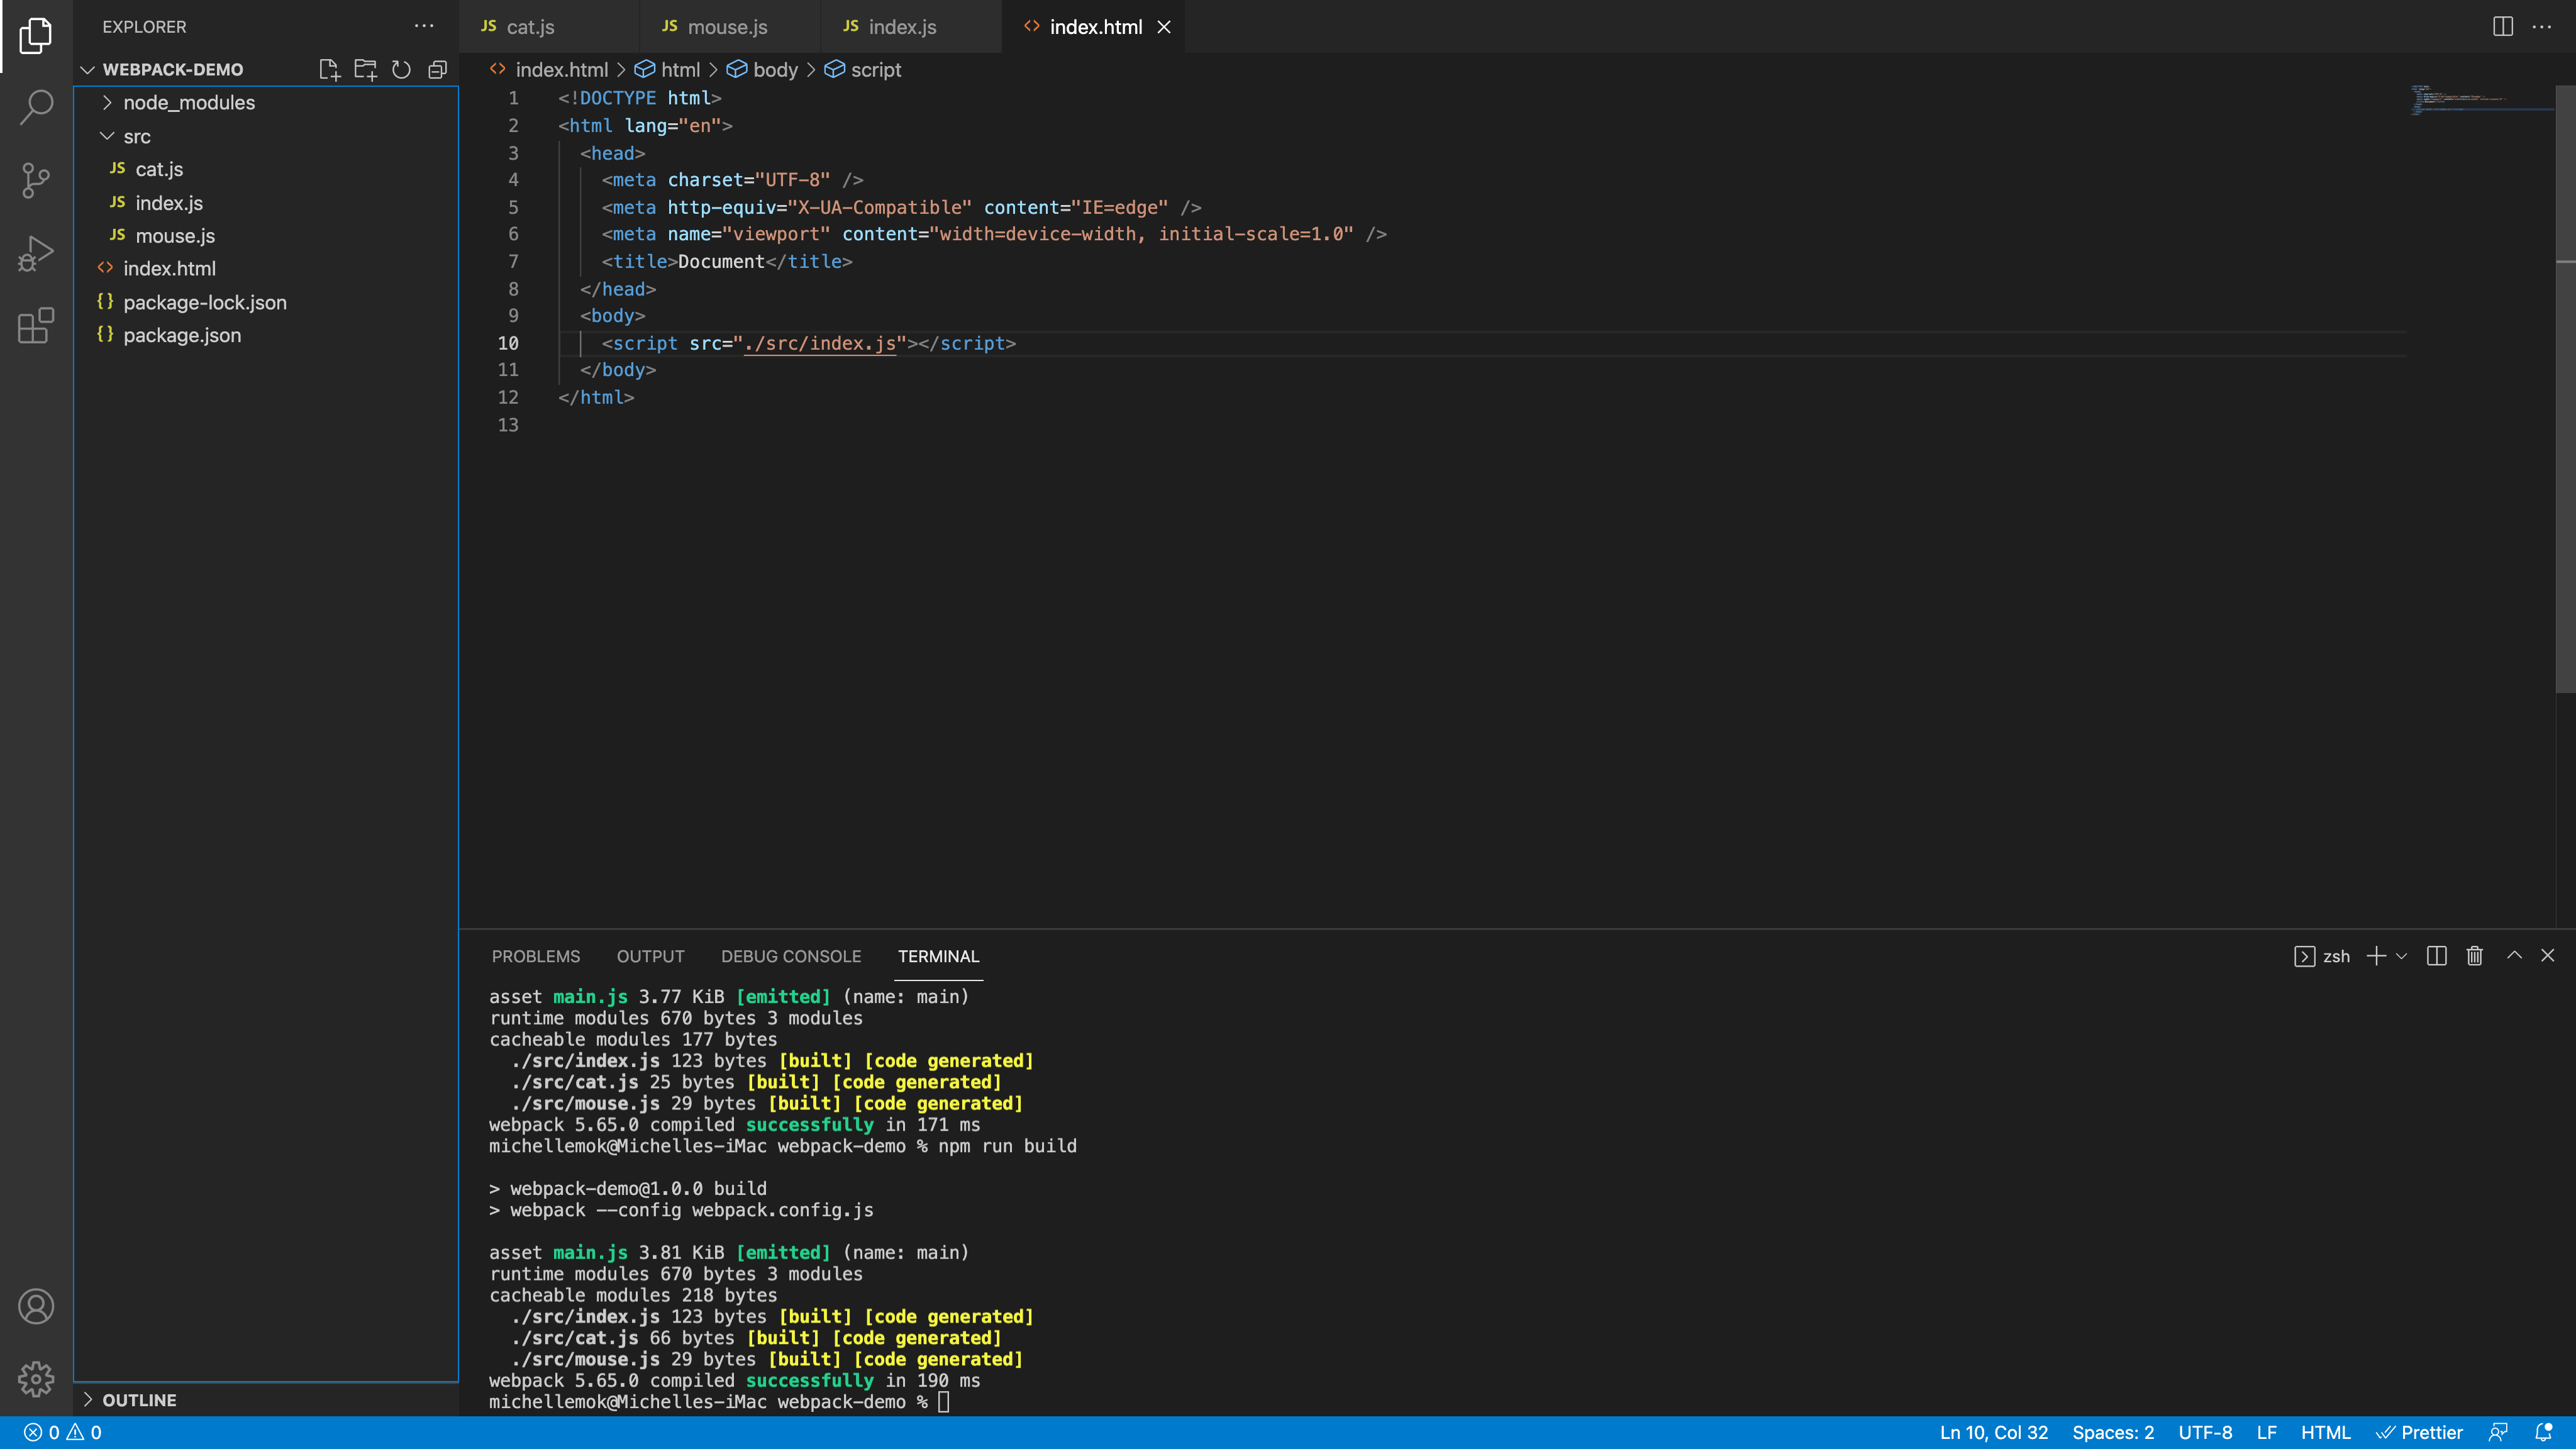 EXPLORER
WEBPACK-DEMO
node_modules
src
JS cat.js
JS index.js
JS mouse.js
<> index.html
{} package-lock.json
{} package.json
OUTLINE
JS cat.js
JS mouse.js
JS index.js
<> index.html
<> index.html > html > body > script
1 <!DOCTYPE html>
2 <html lang="en">
3 <head>
4 <meta charset="UTF-8" />
5 <meta http-equiv="X-UA-Compatible" content="IE=edge" />
6 <meta name="viewport" content="width=device-width, initial-scale=1.0" />
7 <title>Document</title>
8 </head>
9 <body>
10 <script src="./src/index.js"></script>
11 </body>
12 </html>
13
PROBLEMS OUTPUT DEBUG CONSOLE TERMINAL
zsh
asset main.js 3.77 KiB [emitted] (name: main)
runtime modules 670 bytes 3 modules
cacheable modules 177 bytes
./src/index.js 123 bytes [built] [code generated]
./src/cat.js 25 bytes [built] [code generated]
./src/mouse.js 29 bytes [built] [code generated]
webpack 5.65.0 compiled successfully in 171 ms
michellemok@Michelles-iMac webpack-demo % npm run build
> webpack-demo@1.0.0 build
> webpack --config webpack.config.js
asset main.js 3.81 KiB [emitted] (name: main)
runtime modules 670 bytes 3 modules
cacheable modules 218 bytes
./src/index.js 123 bytes [built] [code generated]
./src/cat.js 66 bytes [built] [code generated]
./src/mouse.js 29 bytes [built] [code generated]
webpack 5.65.0 compiled successfully in 190 ms
michellemok@Michelles-iMac webpack-demo %
0 0
Ln 10, Col 32 Spaces: 2 UTF-8 LF HTML Prettier